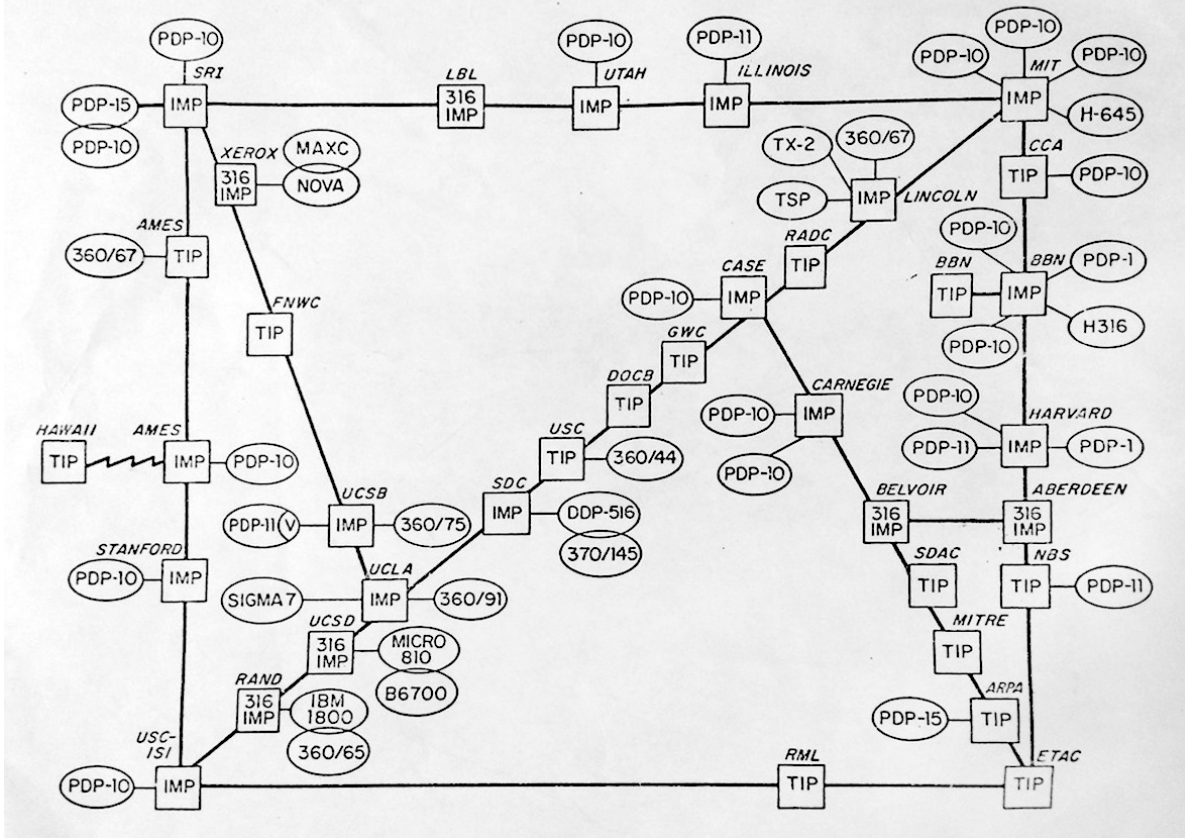 PDP-10
SRI
PDP-15
IMP
PDP-10
LBL
316
IMP
PDP-10
UTAH
IMP
PDP-11
ILLINOIS
IMP
PDP-10
PDP-10
MIT
PDP-10
IMP
H-645
XEROX
316
IMP
MAXC
NOVA
TX-2
360/67
TSP
IMP
LINCOLN
CCA
TIP
PDP-10
AMES
360/67
TIP
RADC
TIP
PDP-10
BBN
BBN
PDP-1
TIP
IMP
H316
PDP-10
FNWC
TIP
CASE
PDP-10
IMP
GWC
TIP
DOCB
TIP
CARNEGIE
PDP-10
IMP
PDP-10
PDP-10
HARVARD
PDP-11
IMP
PDP-1
HAWAII
TIP
AMES
IMP
PDP-10
USC
TIP
360/44
UCSB
PDP-11
V
IMP
360/75
SDC
IMP
DDP-516
370/145
BELVOIR
316
IMP
ABERDEEN
316
IMP
STANFORD
PDP-10
IMP
UCLA
SIGMA 7
IMP
360/91
SDAC
TIP
NBS
TIP
PDP-11
UCSD
316
IMP
MICRO
810
B6700
MITRE
TIP
RAND
316
IMP
IBM
1800
360/65
ARPA
PDP-15
TIP
USC-
ISI
PDP-10
IMP
RML
TIP
ETAC
TIP